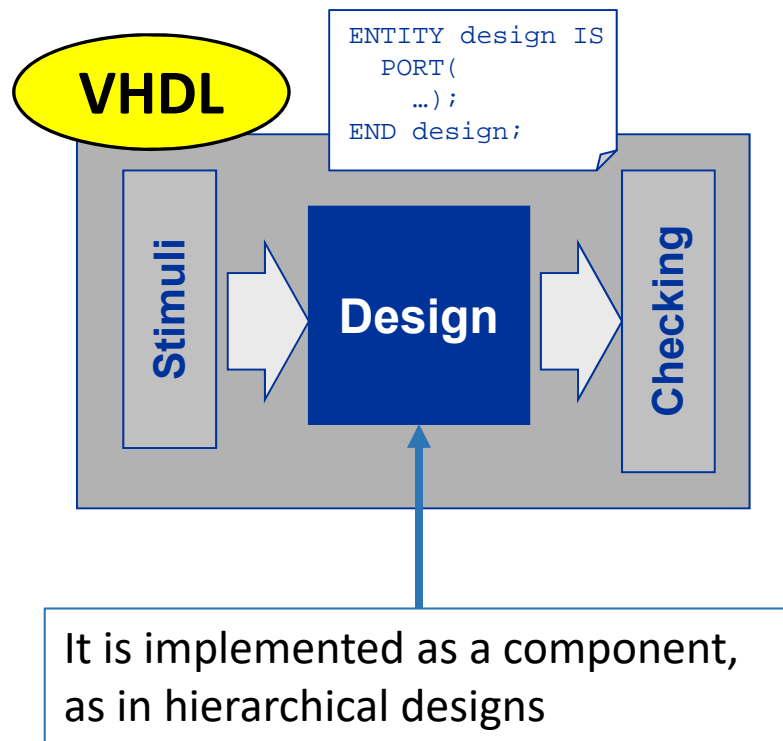 VHDL
ENTITY design IS
PORT(
…);
END design;
Stimuli
Design
Checking
It is implemented as a component,
as in hierarchical designs